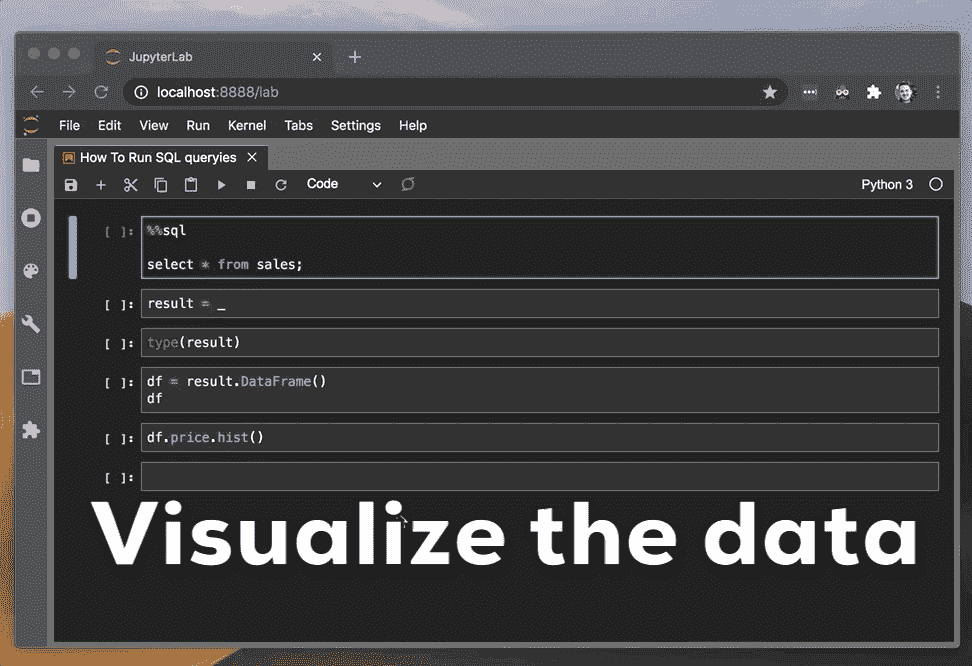 JupyterLab
localhost:8888/lab
File Edit View Run Kernel Tabs Settings Help
How To Run SQL queryies
Code Python 3
[ ]: %%sql
select * from sales;
[ ]: result = _
[ ]: type(result)
[ ]: df = result.DataFrame()
df
[ ]: df.price.hist()
[ ]:
Visualize the data